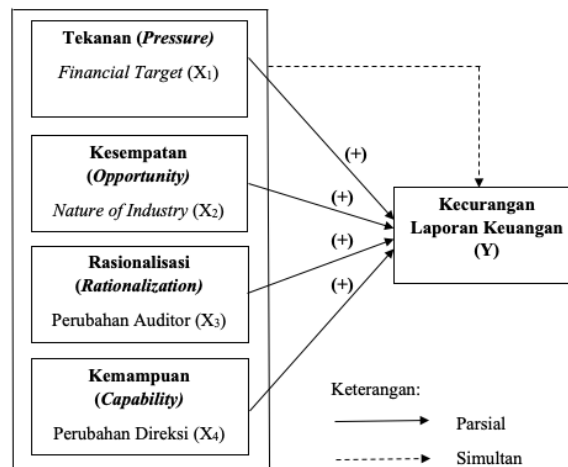 Tekanan (Pressure)
Financial Target (X₁)
Kesempatan
(Opportunity)
Nature of Industry (X₂)
Rasionalisasi
(Rationalization)
Perubahan Auditor (X₃)
Kemampuan
(Capability)
Perubahan Direksi (X₄)
(+)
(+)
(+)
(+)
Kecurangan
Laporan Keuangan
(Y)
Keterangan:
Parsial
Simultan